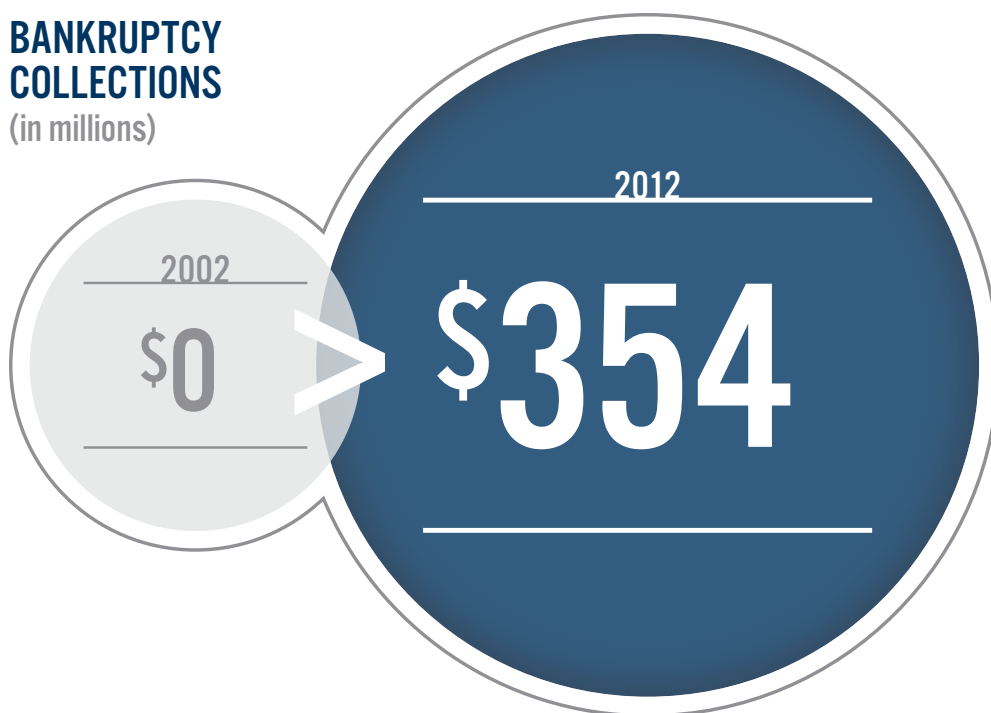 BANKRUPTCY
COLLECTIONS
(in millions)
2002
$0
>
2012
$354